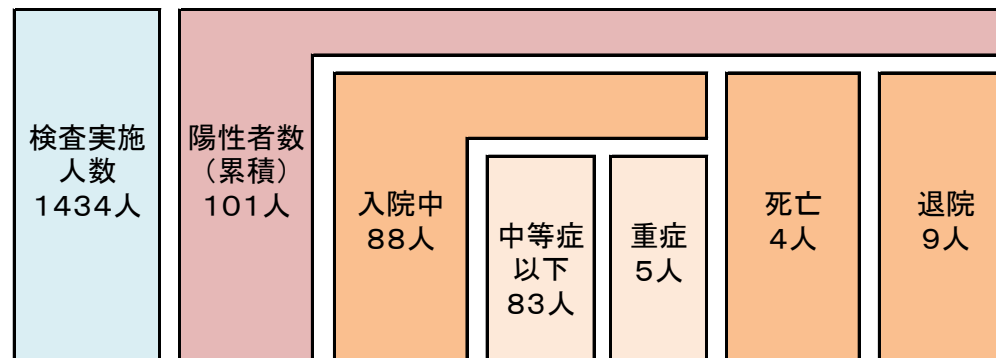 検査実施
人数
1434人
陽性者数
（累積）
101人
入院中
88人
中等症
以下
83人
重症
5人
死亡
4人
退院
9人